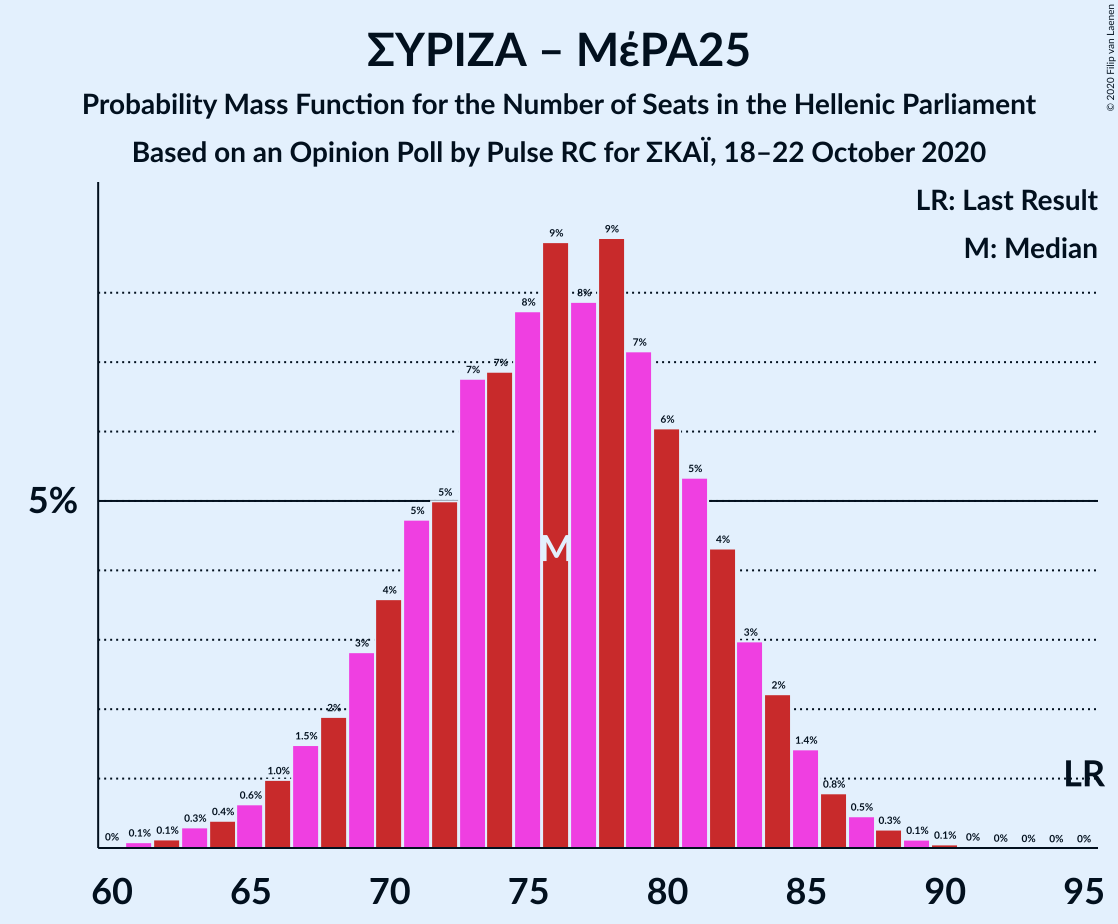 ΣΥΡΙΖΑ – ΜέΡΑ25
Probability Mass Function for the Number of Seats in the Hellenic Parliament
Based on an Opinion Poll by Pulse RC for ΣΚΑΪ, 18–22 October 2020
© 2020 Filip van Laenen
LR: Last Result
M: Median
5%
0% 0.1% 0.1% 0.3% 0.4% 0.6% 1.0% 1.5% 2% 3% 4% 5% 5% 7% 7% 8% 9% 8% 9% 7% 6% 5% 4% 3% 2% 1.4% 0.8% 0.5% 0.3% 0.1% 0.1% 0% 0% 0% 0% 0%
M
LR
60 65 70 75 80 85 90 95